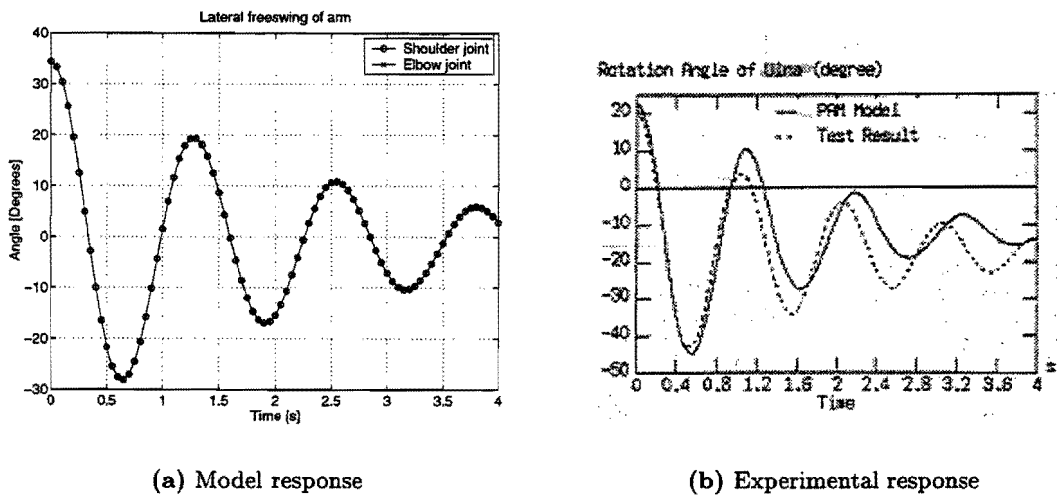 Lateral freeswing of arm
Shoulder joint
Elbow joint
Angle [Degrees]
40
30
20
10
0
-10
-20
-30
0 0.5 1 1.5 2 2.5 3 3.5 4
Time [s]
(a) Model response
Rotation Angle of (degree)
PAM Model
Test Result
20
10
0
-10
-20
-30
-40
-50
0 0.4 0.8 1.2 1.6 2 2.4 2.8 3.2 3.6 4
Time
(b) Experimental response